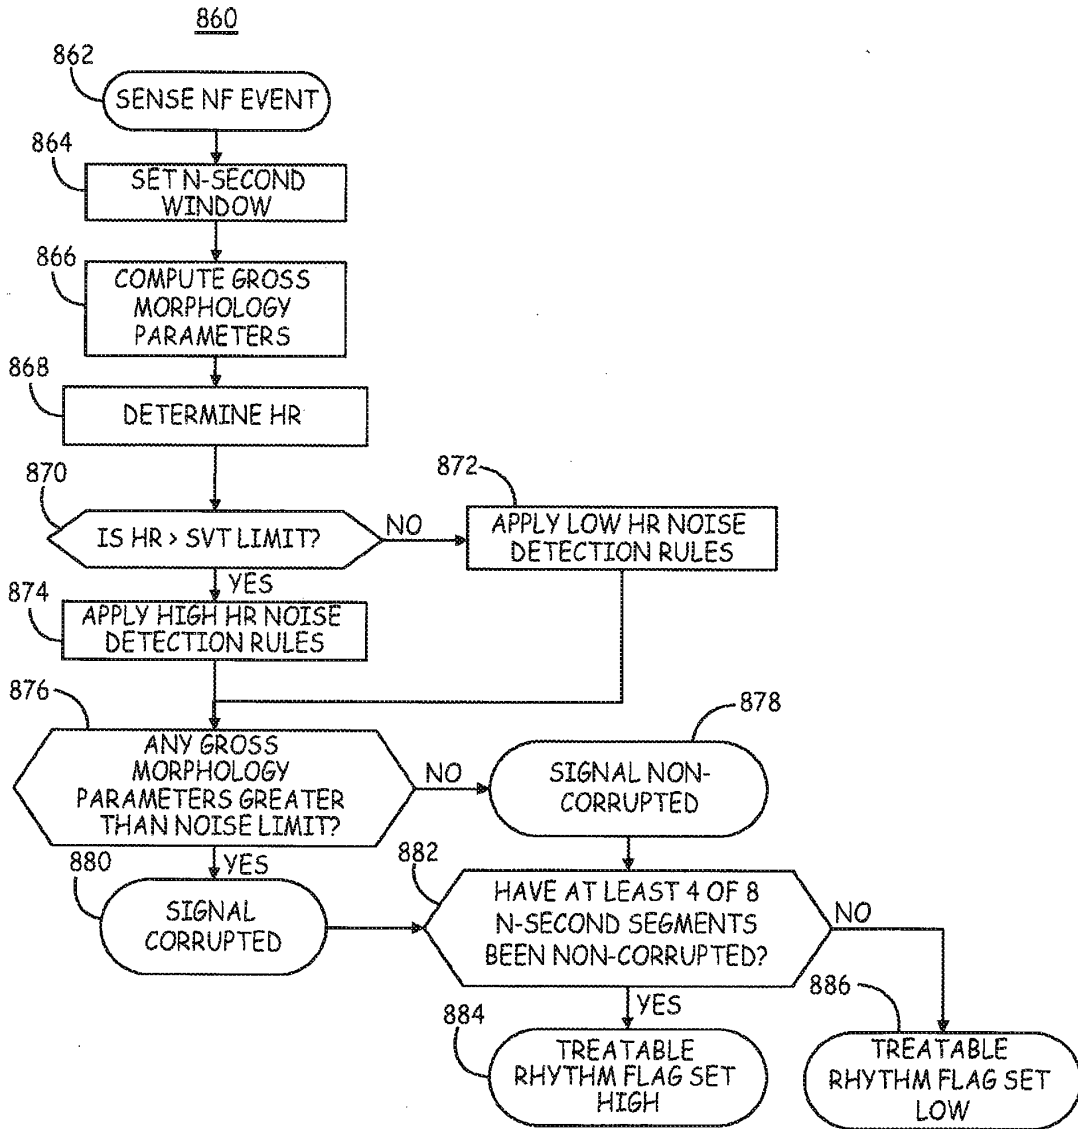 860
862
SENSE NF EVENT
864
SET N-SECOND
WINDOW
866
COMPUTE GROSS
MORPHOLOGY
PARAMETERS
868
DETERMINE HR
870
IS HR > SVT LIMIT?
NO
872
APPLY LOW HR NOISE
DETECTION RULES
YES
874
APPLY HIGH HR NOISE
DETECTION RULES
876
ANY GROSS
MORPHOLOGY
PARAMETERS GREATER
THAN NOISE LIMIT?
NO
878
SIGNAL NON-
CORRUPTED
YES
880
SIGNAL
CORRUPTED
882
HAVE AT LEAST 4 OF 8
N-SECOND SEGMENTS
BEEN NON-CORRUPTED?
NO
YES
884
TREATABLE
RHYTHM FLAG SET
HIGH
886
TREATABLE
RHYTHM FLAG SET
LOW